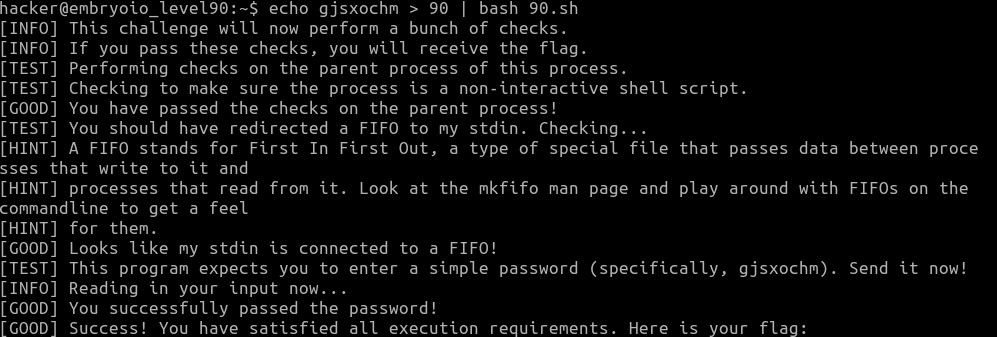 hacker@embryoio_level90:~$ echo gjsxochm > 90 | bash 90.sh
[INFO] This challenge will now perform a bunch of checks.
[INFO] If you pass these checks, you will receive the flag.
[TEST] Performing checks on the parent process of this process.
[TEST] Checking to make sure the process is a non-interactive shell script.
[GOOD] You have passed the checks on the parent process!
[TEST] You should have redirected a FIFO to my stdin. Checking...
[HINT] A FIFO stands for First In First Out, a type of special file that passes data between proce
sses that write to it and
[HINT] processes that read from it. Look at the mkfifo man page and play around with FIFOs on the
commandline to get a feel
[HINT] for them.
[GOOD] Looks like my stdin is connected to a FIFO!
[TEST] This program expects you to enter a simple password (specifically, gjsxochm). Send it now!
[INFO] Reading in your input now...
[GOOD] You successfully passed the password!
[GOOD] Success! You have satisfied all execution requirements. Here is your flag: